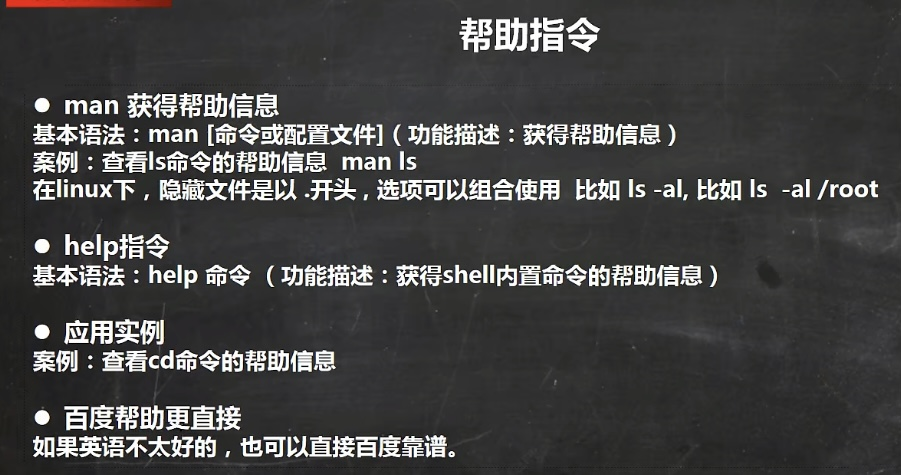 帮助指令
● man 获得帮助信息
基本语法：man [命令或配置文件]（功能描述：获得帮助信息）
案例：查看ls命令的帮助信息 man ls
在linux下，隐藏文件是以 .开头，选项可以组合使用 比如 ls -al, 比如 ls -al /root
● help指令
基本语法：help 命令 （功能描述：获得shell内置命令的帮助信息）
● 应用实例
案例：查看cd命令的帮助信息
● 百度帮助更直接
如果英语不太好的，也可以直接百度靠谱。